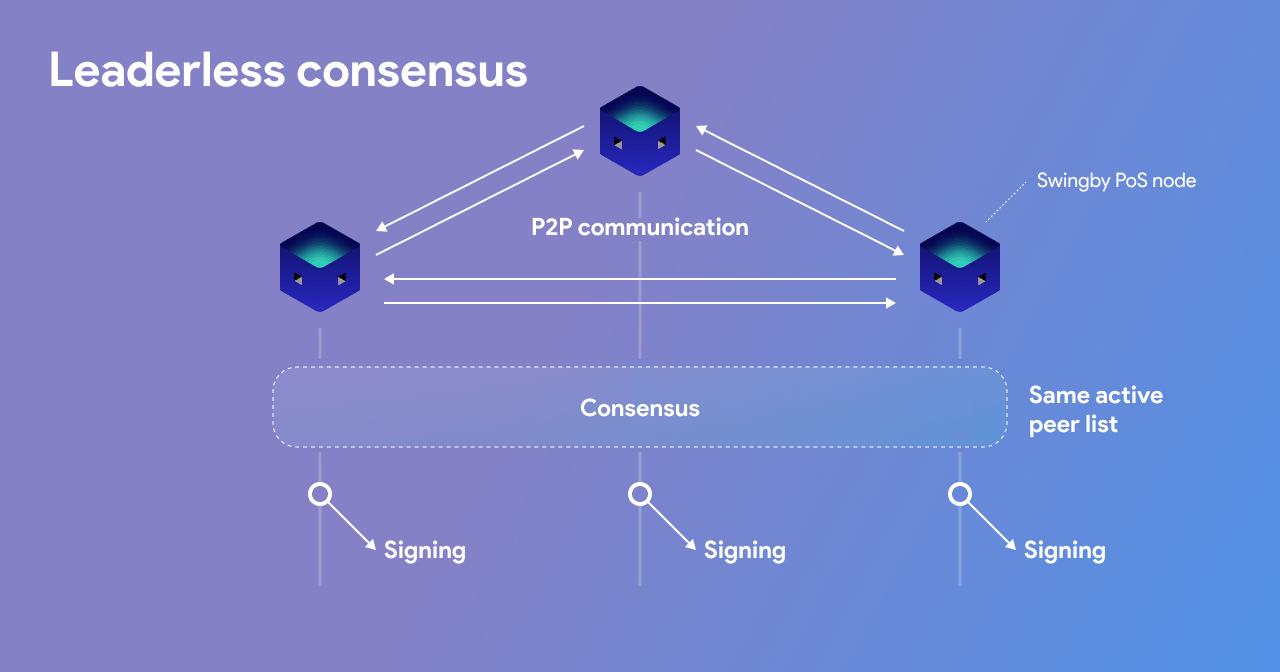 Leaderless consensus
Swingby PoS node
P2P communication
Consensus
Same active
peer list
Signing
Signing
Signing